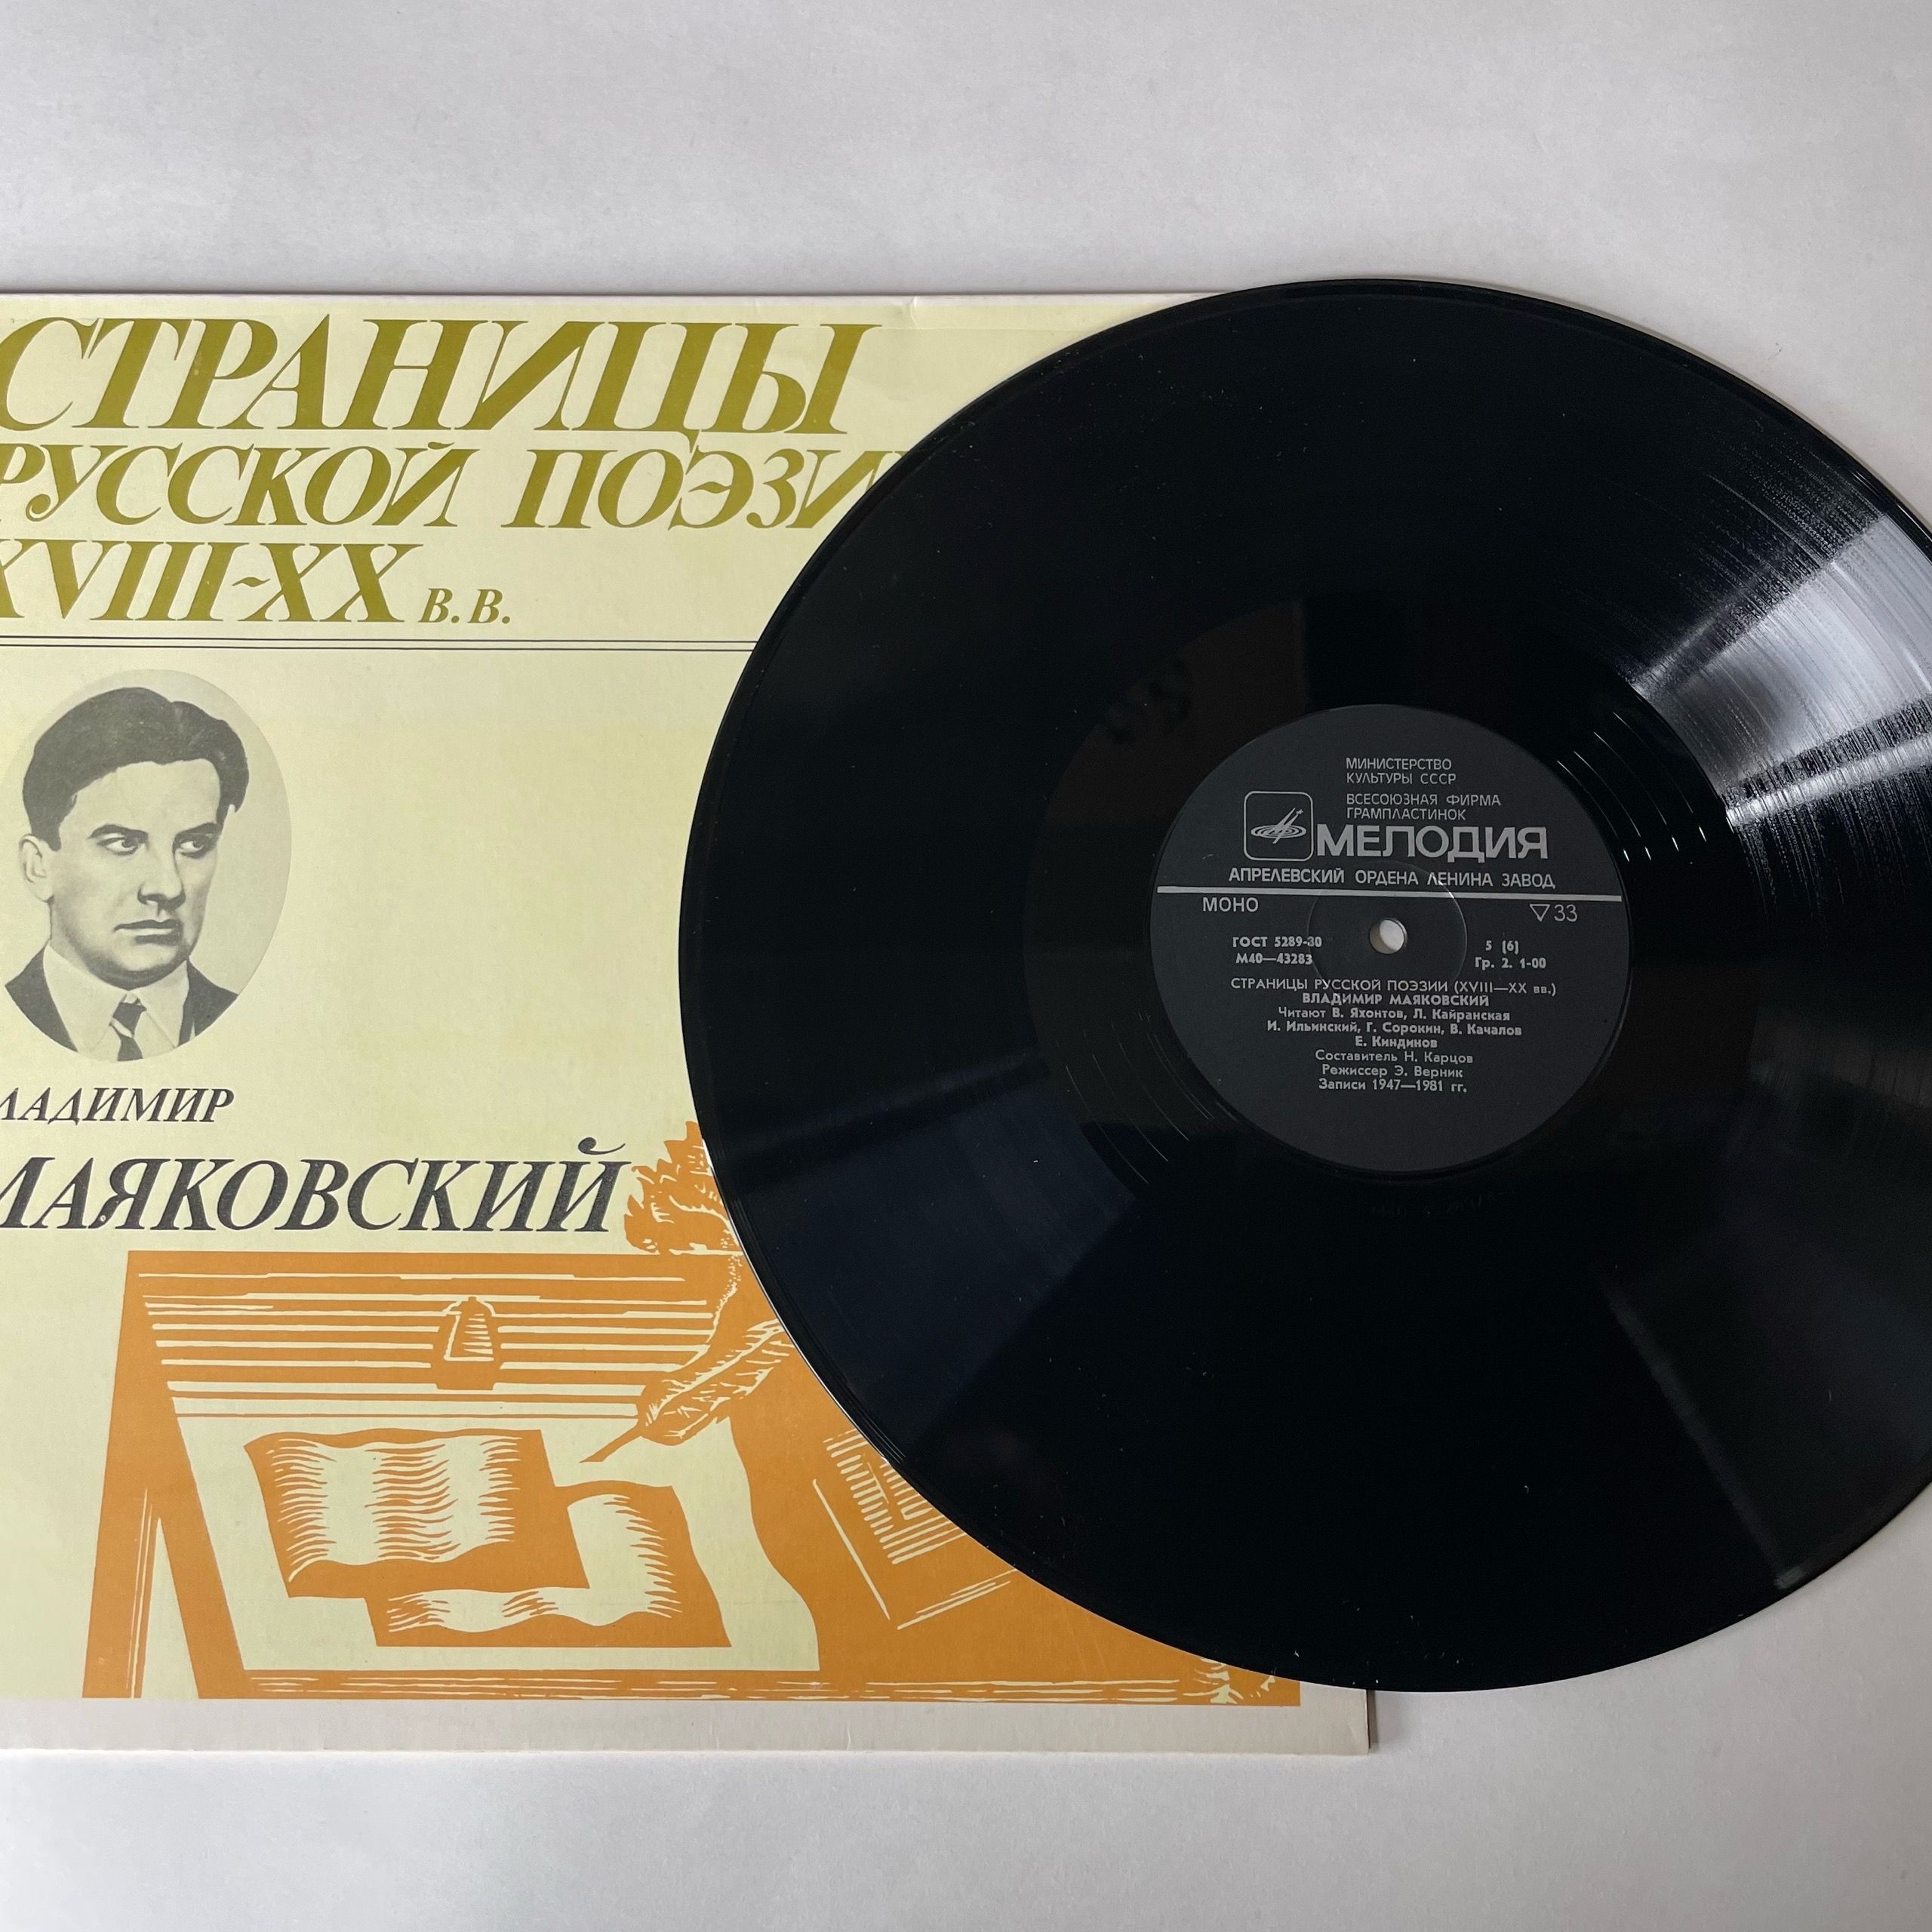 СТРАНИЦЫ
РУССКОЙ ПОЭЗИ
XVIII-XX В.В.
ЛАДИМИР
МАЯКОВСКИЙ
МИНИСТЕРСТВО
КУЛЬТУРЫ СССР
ВСЕСОЮЗНАЯ ФИРМА
ГРАМПЛАСТИНОК
МЕЛОДИЯ
АПРЕЛЕВСКИЙ ОРДЕНА ЛЕНИНА ЗАВОД
МОНО ▽33
ГОСТ 5289-80 5 [6]
М40—43283 Гр. 2. 1-00
СТРАНИЦЫ РУССКОЙ ПОЭЗИИ (XVIII—XX вв.)
ВЛАДИМИР МАЯКОВСКИЙ
Читают В. Яхонтов, Л. Кайранская
И. Ильинский, Г. Сорокин, В. Качалов
Е. Киндинов
Составитель Н. Карцов
Режиссер Э. Верник
Записи 1947—1981 гг.